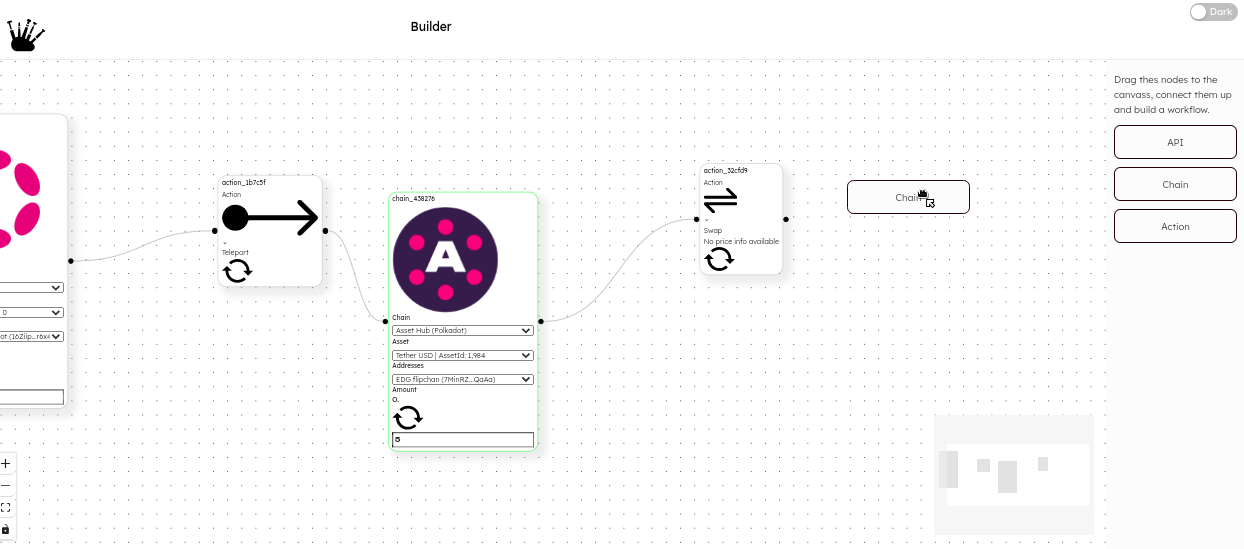 Builder
Dark
Drag thes nodes to the
canvass, connect them up
and build a workflow.
API
Chain
Action
0
ot (16Ziip...r6x4
action_1b7c5f
Action
Teleport
chain_438276
A
Chain
Asset Hub (Polkadot)
Asset
Tether USD | AssetId: 1,984
Addresses
EDG flipchan (7MinRZ...QaAa)
Amount
0.
5
action_32cfd9
Action
Swap
No price info available
Chain